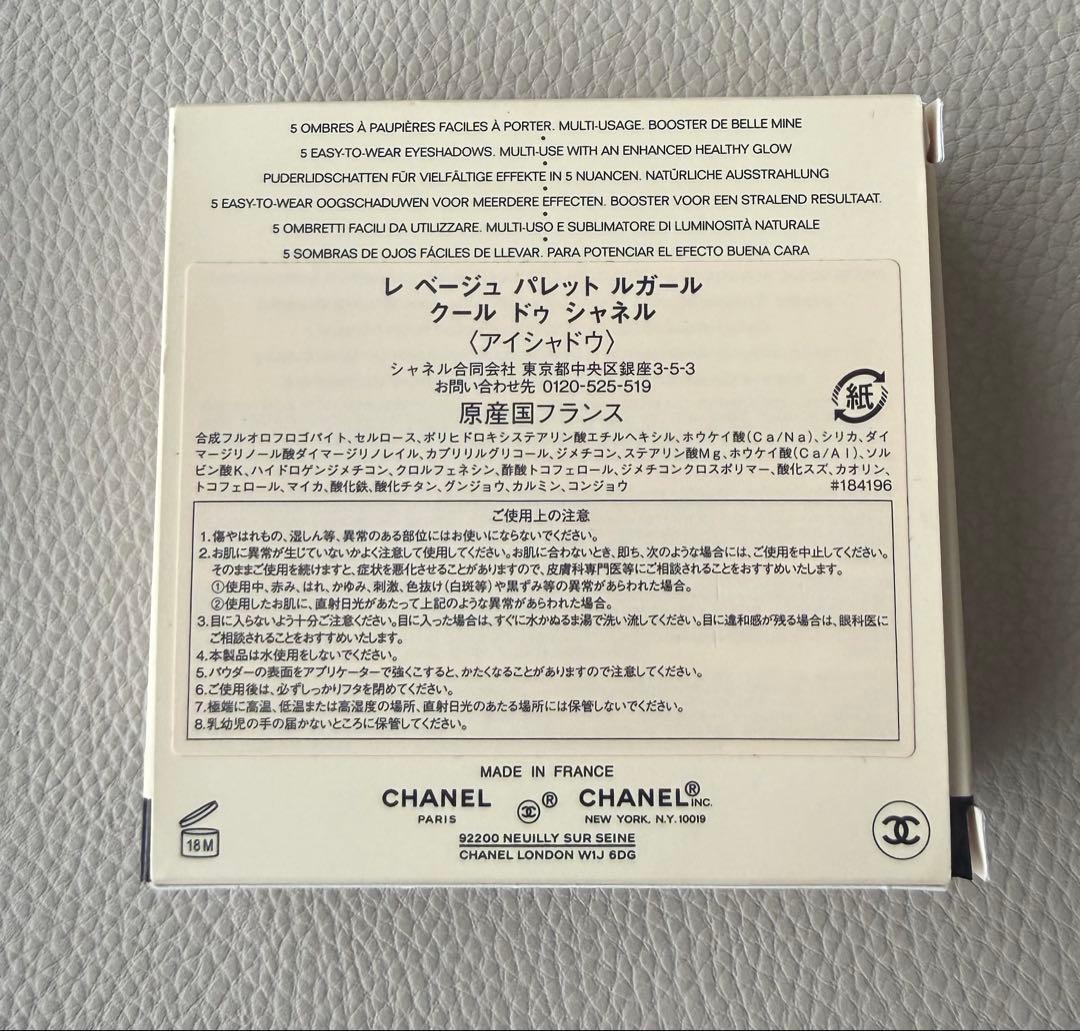 5 OMBRES À PAUPIÈRES FACILES À PORTER. MULTI-USAGE. BOOSTER DE BELLE MINE
5 EASY-TO-WEAR EYESHADOWS. MULTI-USE WITH AN ENHANCED HEALTHY GLOW
PUDERLIDSCHATTEN FÜR VIELFÄLTIGE EFFEKTE IN 5 NUANCEN. NATÜRLICHE AUSSTRAHLUNG
5 EASY-TO-WEAR OOGSCHADUWEN VOOR MEERDERE EFFECTEN. BOOSTER VOOR EEN STRALEND RESULTAAT.
5 OMBRETTI FACILI DA UTILIZZARE. MULTI-USO E SUBLIMATORE DI LUMINOSITÀ NATURALE
5 SOMBRAS DE OJOS FÁCILES DE LLEVAR. PARA POTENCIAR EL EFECTO BUENA CARA
レ ベージュ パレット ルガール
クール ドゥ シャネル
〈アイシャドウ〉
シャネル合同会社 東京都中央区銀座3-5-3
お問い合わせ先 0120-525-519
原産国フランス
紙
合成フルオロフロゴパイト、セルロース、ポリヒドロキシステアリン酸エチルヘキシル、ホウケイ酸(Ca/Na)、シリカ、ダイ
マージリノール酸ダイマージリノレイル、カプリリルグリコール、ジメチコン、ステアリン酸Mg、ホウケイ酸(Ca/Al)、ソル
ビン酸K、ハイドロゲンジメチコン、クロルフェネシン、酢酸トコフェロール、ジメチコンクロスポリマー、酸化スズ、カオリン、
トコフェロール、マイカ、酸化鉄、酸化チタン、グンジョウ、カルミン、コンジョウ #184196
ご使用上の注意
1.傷やはれもの、湿しん等、異常のある部位にはお使いにならないでください。
2.お肌に異常が生じていないかよく注意して使用してください。お肌に合わないとき、即ち、次のような場合には、ご使用を中止してください。
そのままご使用を続けますと、症状を悪化させることがありますので、皮膚科専門医等にご相談されることをおすすめいたします。
①使用中、赤み、はれ、かゆみ、刺激、色抜け(白斑等)や黒ずみ等の異常があらわれた場合。
②使用したお肌に、直射日光があたって上記のような異常があらわれた場合。
3.目に入らないよう十分ご注意ください。目に入った場合は、すぐに水かぬるま湯で洗い流してください。目に違和感が残る場合は、眼科医に
ご相談されることをおすすめいたします。
4.本製品は水使用をしないでください。
5.パウダーの表面をアプリケーターで強くこすると、かたくなることがありますので注意してください。
6.ご使用後は、必ずしっかりフタを閉めてください。
7.極端に高温、低温または高湿度の場所、直射日光のあたる場所には保管しないでください。
8.乳幼児の手の届かないところに保管してください。
MADE IN FRANCE
CHANEL ® CHANEL® INC.
PARIS NEW YORK, N.Y. 10019
92200 NEUILLY SUR SEINE
CHANEL LONDON W1J 6DG
18 M